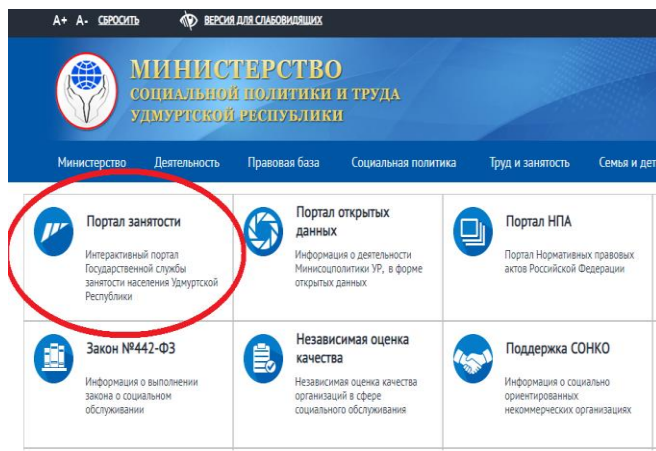 А+ А- СБРОСИТЬ ВЕРСИЯ ДЛЯ СЛАБОВИДЯЩИХ
МИНИСТЕРСТВО
СОЦИАЛЬНОЙ ПОЛИТИКИ И ТРУДА
УДМУРТСКОЙ РЕСПУБЛИКИ
Министерство Деятельность Правовая база Социальная политика Труд и занятость Семья и дет
Портал занятости
Интерактивный портал
Государственной службы
занятости населения Удмуртской
Республики
Портал открытых
данных
Информация о деятельности
Минсоцполитики УР, в форме
открытых данных
Портал НПА
Портал Нормативных правовых
актов Российской Федерации
Закон №442-ФЗ
Информация о выполнении
закона о социальном
обслуживании
Независимая оценка
качества
Независимая оценка качества
организаций в сфере
социального обслуживания
Поддержка СОНКО
Информация о социально
ориентированных
некоммерческих организациях